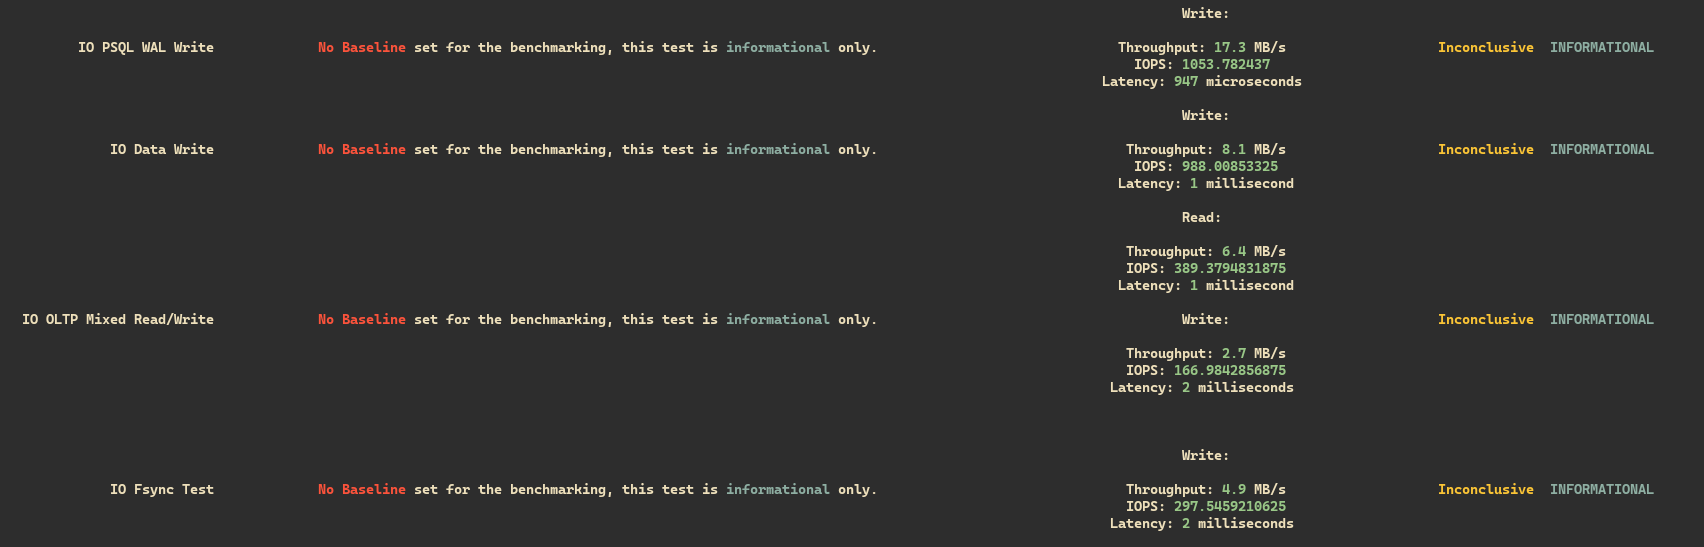 Write:
IO PSQL WAL Write No Baseline set for the benchmarking, this test is informational only. Throughput: 17.3 MB/s Inconclusive INFORMATIONAL
IOPS: 1053.782437
Latency: 947 microseconds
Write:
IO Data Write No Baseline set for the benchmarking, this test is informational only. Throughput: 8.1 MB/s Inconclusive INFORMATIONAL
IOPS: 988.00853325
Latency: 1 millisecond
Read:
Throughput: 6.4 MB/s
IOPS: 389.3794831875
Latency: 1 millisecond
IO OLTP Mixed Read/Write No Baseline set for the benchmarking, this test is informational only. Write: Inconclusive INFORMATIONAL
Throughput: 2.7 MB/s
IOPS: 166.9842856875
Latency: 2 milliseconds
Write:
IO Fsync Test No Baseline set for the benchmarking, this test is informational only. Throughput: 4.9 MB/s Inconclusive INFORMATIONAL
IOPS: 297.5459210625
Latency: 2 milliseconds